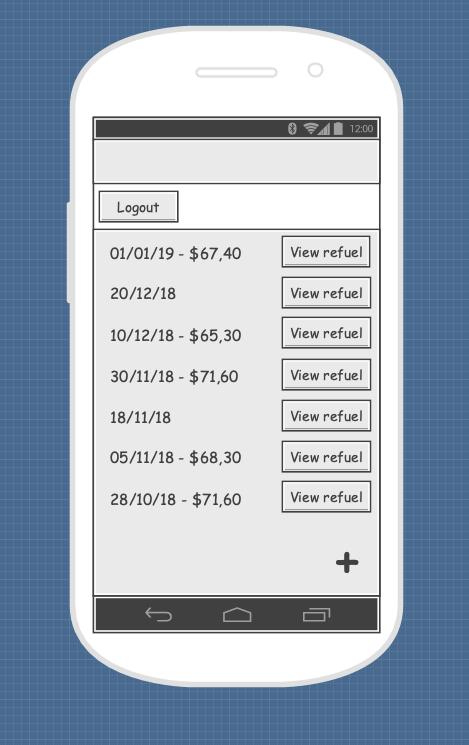 12:00
Logout
01/01/19 - $67,40 View refuel
20/12/18 View refuel
10/12/18 - $65,30 View refuel
30/11/18 - $71,60 View refuel
18/11/18 View refuel
05/11/18 - $68,30 View refuel
28/10/18 - $71,60 View refuel